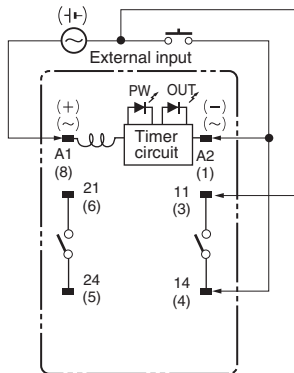 (⊣⊢)
External input
PW OUT
(+) (−)
(~) (~)
Timer
circuit
A1 A2
(8) (1)
21 11
(6) (3)
24 14
(5) (4)